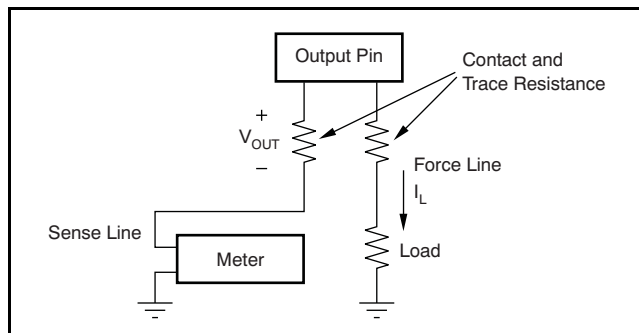 Output Pin
Contact and
Trace Resistance
+
V_OUT
–
Force Line
I_L
Sense Line
Meter
Load